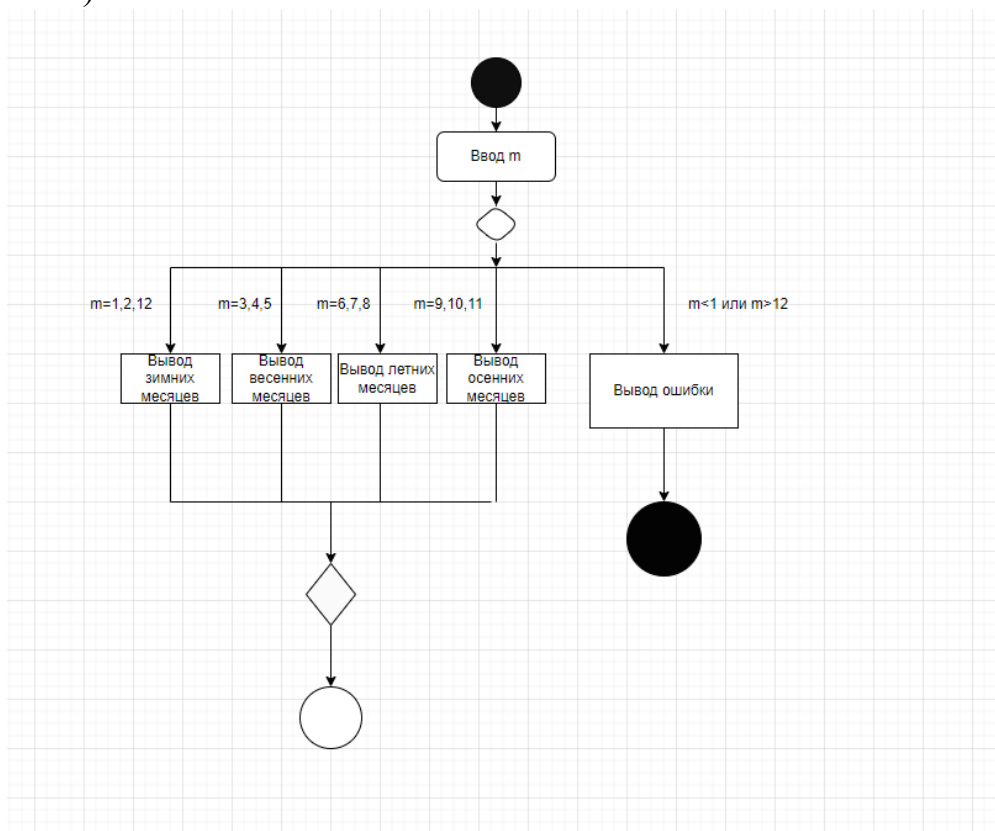 )
Ввод m
m=1,2,12
m=3,4,5
m=6,7,8
m=9,10,11
m<1 или m>12
Вывод
зимних
месяцев
Вывод
весенних
месяцев
Вывод летних
месяцев
Вывод
осенних
месяцев
Вывод ошибки